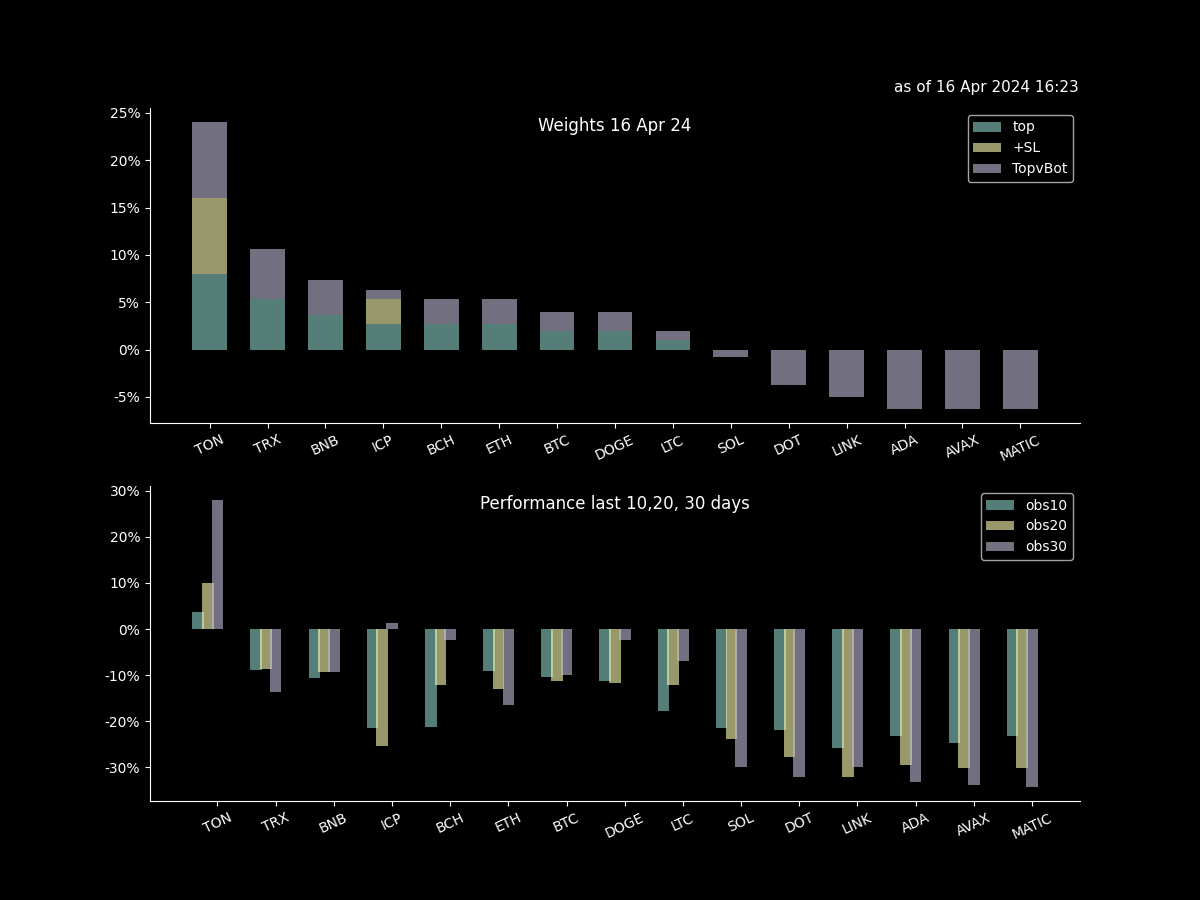 as of 16 Apr 2024 16:23
Weights 16 Apr 24
top
+SL
TopvBot
25%
20%
15%
10%
5%
0%
-5%
TON TRX BNB ICP BCH ETH BTC DOGE LTC SOL DOT LINK ADA AVAX MATIC
Performance last 10,20, 30 days
obs10
obs20
obs30
30%
20%
10%
0%
-10%
-20%
-30%
TON TRX BNB ICP BCH ETH BTC DOGE LTC SOL DOT LINK ADA AVAX MATIC